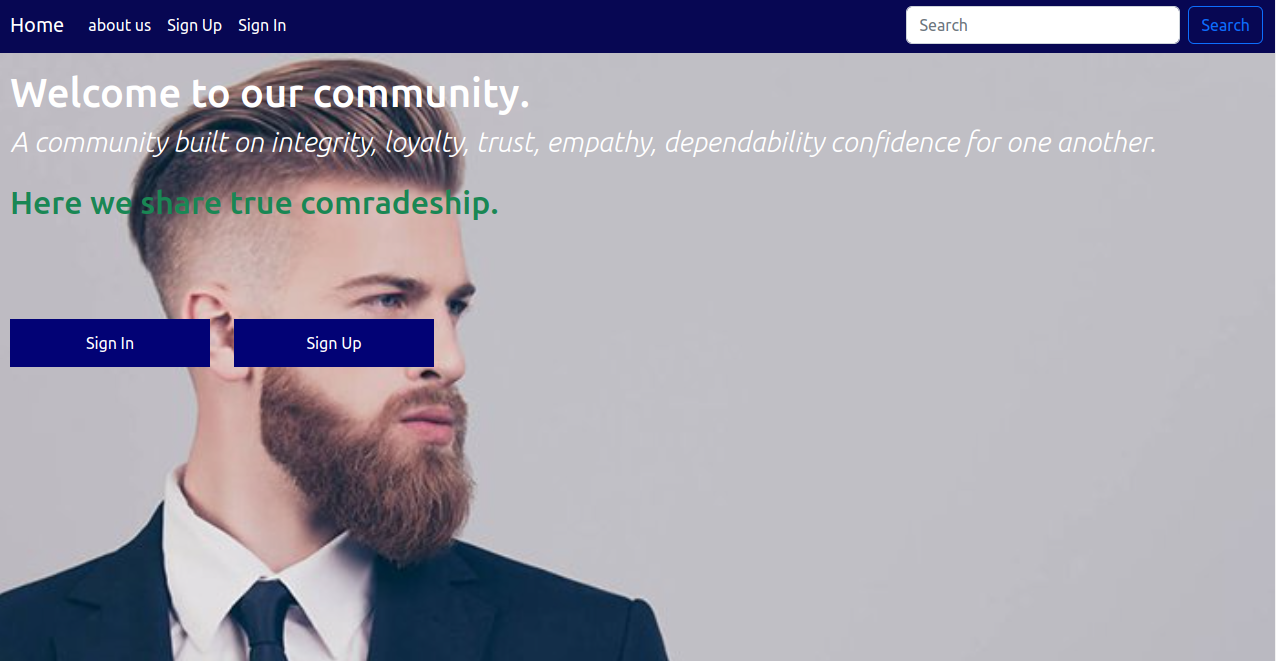 Home about us Sign Up Sign In Search Search
Welcome to our community.
A community built on integrity, loyalty, trust, empathy, dependability confidence for one another.
Here we share true comradeship.
Sign In Sign Up